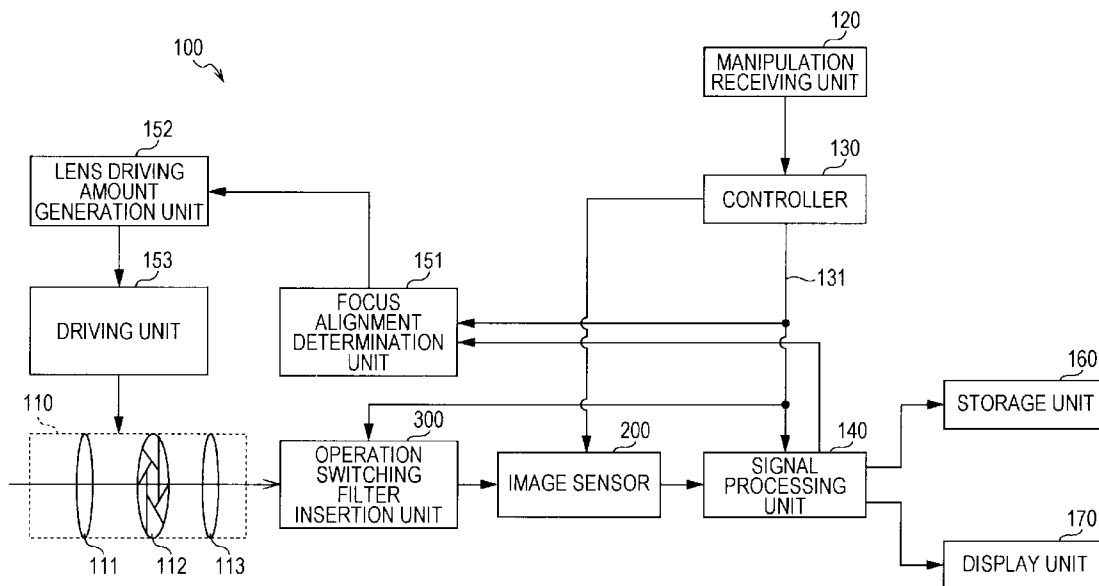 100
120
MANIPULATION
RECEIVING UNIT
152
LENS DRIVING
AMOUNT
GENERATION UNIT
130
CONTROLLER
131
153
DRIVING UNIT
151
FOCUS
ALIGNMENT
DETERMINATION
UNIT
160
STORAGE UNIT
110
300
OPERATION
SWITCHING
FILTER
INSERTION UNIT
200
IMAGE SENSOR
140
SIGNAL
PROCESSING
UNIT
170
DISPLAY UNIT
111
112
113